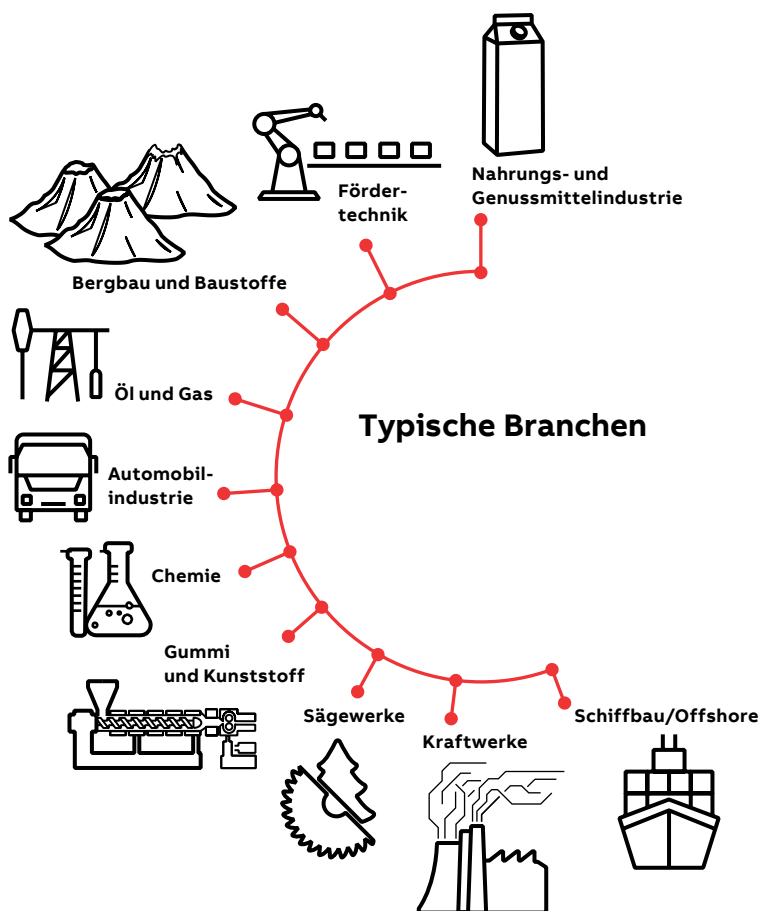 Nahrungs- und
Genussmittelindustrie
Förder-
technik
Bergbau und Baustoffe
Öl und Gas
Typische Branchen
Automobil-
industrie
Chemie
Gummi
und Kunststoff
Sägewerke
Kraftwerke
Schiffbau/Offshore